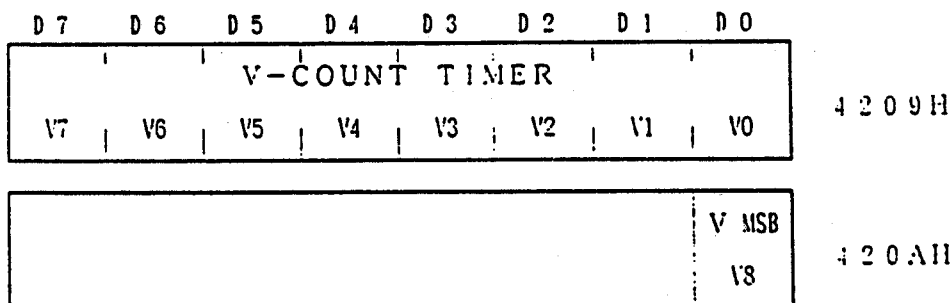 D7 D6 D5 D4 D3 D2 D1 D0
V-COUNT TIMER
V7 V6 V5 V4 V3 V2 V1 V0
4209H
V MSB
V8
420AH